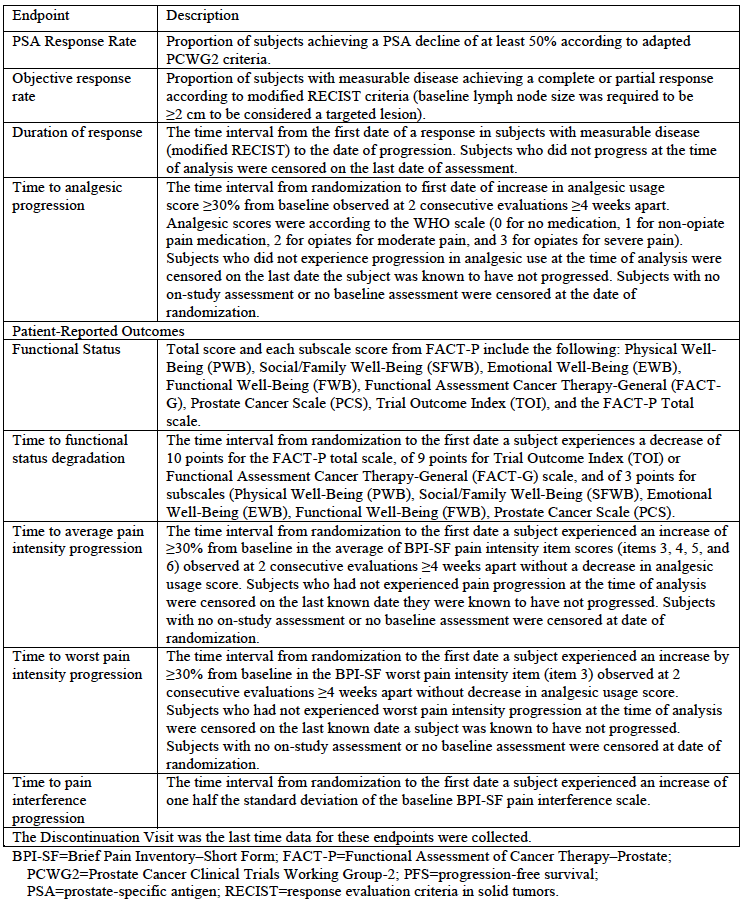 Endpoint Description
PSA Response Rate Proportion of subjects achieving a PSA decline of at least 50% according to adapted
PCWG2 criteria.
Objective response
rate
Proportion of subjects with measurable disease achieving a complete or partial response
according to modified RECIST criteria (baseline lymph node size was required to be
≥2 cm to be considered a targeted lesion).
Duration of response
The time interval from the first date of a response in subjects with measurable disease
(modified RECIST) to the date of progression. Subjects who did not progress at the time
of analysis were censored on the last date of assessment.
Time to analgesic
progression
The time interval from randomization to first date of increase in analgesic usage
score ≥30% from baseline observed at 2 consecutive evaluations ≥4 weeks apart.
Analgesic scores were according to the WHO scale (0 for no medication, 1 for non-opiate
pain medication, 2 for opiates for moderate pain, and 3 for opiates for severe pain).
Subjects who did not experience progression in analgesic use at the time of analysis were
censored on the last date the subject was known to have not progressed. Subjects with no
on-study assessment or no baseline assessment were censored at the date of
randomization.
Patient-Reported Outcomes
Functional Status
Total score and each subscale score from FACT-P include the following: Physical Well-
Being (PWB), Social/Family Well-Being (SFWB), Emotional Well-Being (EWB),
Functional Well-Being (FWB), Functional Assessment Cancer Therapy-General (FACT-
G), Prostate Cancer Scale (PCS), Trial Outcome Index (TOI), and the FACT-P Total
scale.
Time to functional
status degradation
The time interval from randomization to the first date a subject experiences a decrease of
10 points for the FACT-P total scale, of 9 points for Trial Outcome Index (TOI) or
Functional Assessment Cancer Therapy-General (FACT-G) scale, and of 3 points for
subscales (Physical Well-Being (PWB), Social/Family Well-Being (SFWB), Emotional
Well-Being (EWB), Functional Well-Being (FWB), Prostate Cancer Scale (PCS).
Time to average pain
intensity progression
The time interval from randomization to the first date a subject experienced an increase of
≥30% from baseline in the average of BPI-SF pain intensity item scores (items 3, 4, 5, and
6) observed at 2 consecutive evaluations ≥4 weeks apart without a decrease in analgesic
usage score. Subjects who had not experienced pain progression at the time of analysis
were censored on the last known date they were known to have not progressed. Subjects
with no on-study assessment or no baseline assessment were censored at date of
randomization.
Time to worst pain
intensity progression
The time interval from randomization to the first date a subject experienced an increase by
≥30% from baseline in the BPI-SF worst pain intensity item (item 3) observed at 2
consecutive evaluations ≥4 weeks apart without decrease in analgesic usage score.
Subjects who had not experienced worst pain intensity progression at the time of analysis
were censored on the last known date a subject was known to have not progressed.
Subjects with no on-study assessment or no baseline assessment were censored at date of
randomization.
Time to pain
interference
progression
The time interval from randomization to the first date a subject experienced an increase of
one half the standard deviation of the baseline BPI-SF pain interference scale.
The Discontinuation Visit was the last time data for these endpoints were collected.
BPI-SF=Brief Pain Inventory–Short Form; FACT-P=Functional Assessment of Cancer Therapy–Prostate;
PCWG2=Prostate Cancer Clinical Trials Working Group-2; PFS=progression-free survival;
PSA=prostate-specific antigen; RECIST=response evaluation criteria in solid tumors.